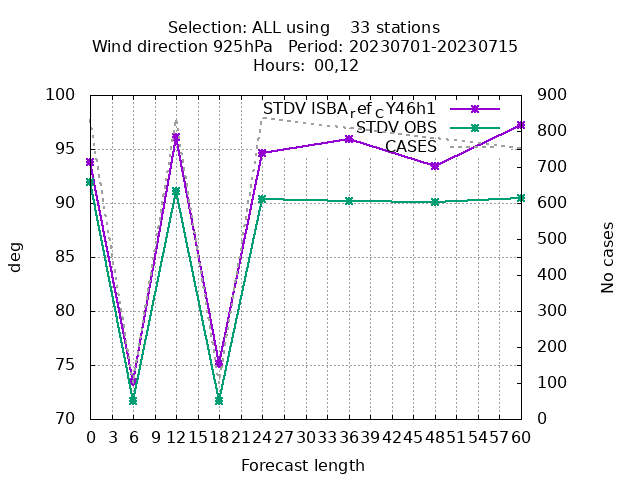 Selection: ALL using    33 stations
Wind direction 925hPa   Period: 20230701-20230715
Hours:  00,12
STDV ISBA_ref_CY46h1
STDV OBS
CASES
deg
No cases
100
95
90
85
80
75
70
900
800
700
600
500
400
300
200
100
0
0 3 6 9 12 15 18 21 24 27 30 33 36 39 42 45 48 51 54 57 60
Forecast length